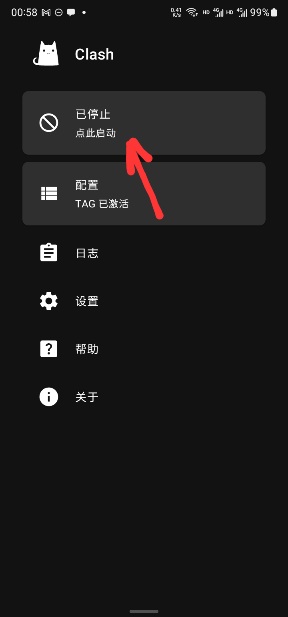 00:58
0.41
K/s
HD 4G HD 4G 99%
Clash
已停止
点此启动
配置
TAG 已激活
日志
设置
帮助
关于